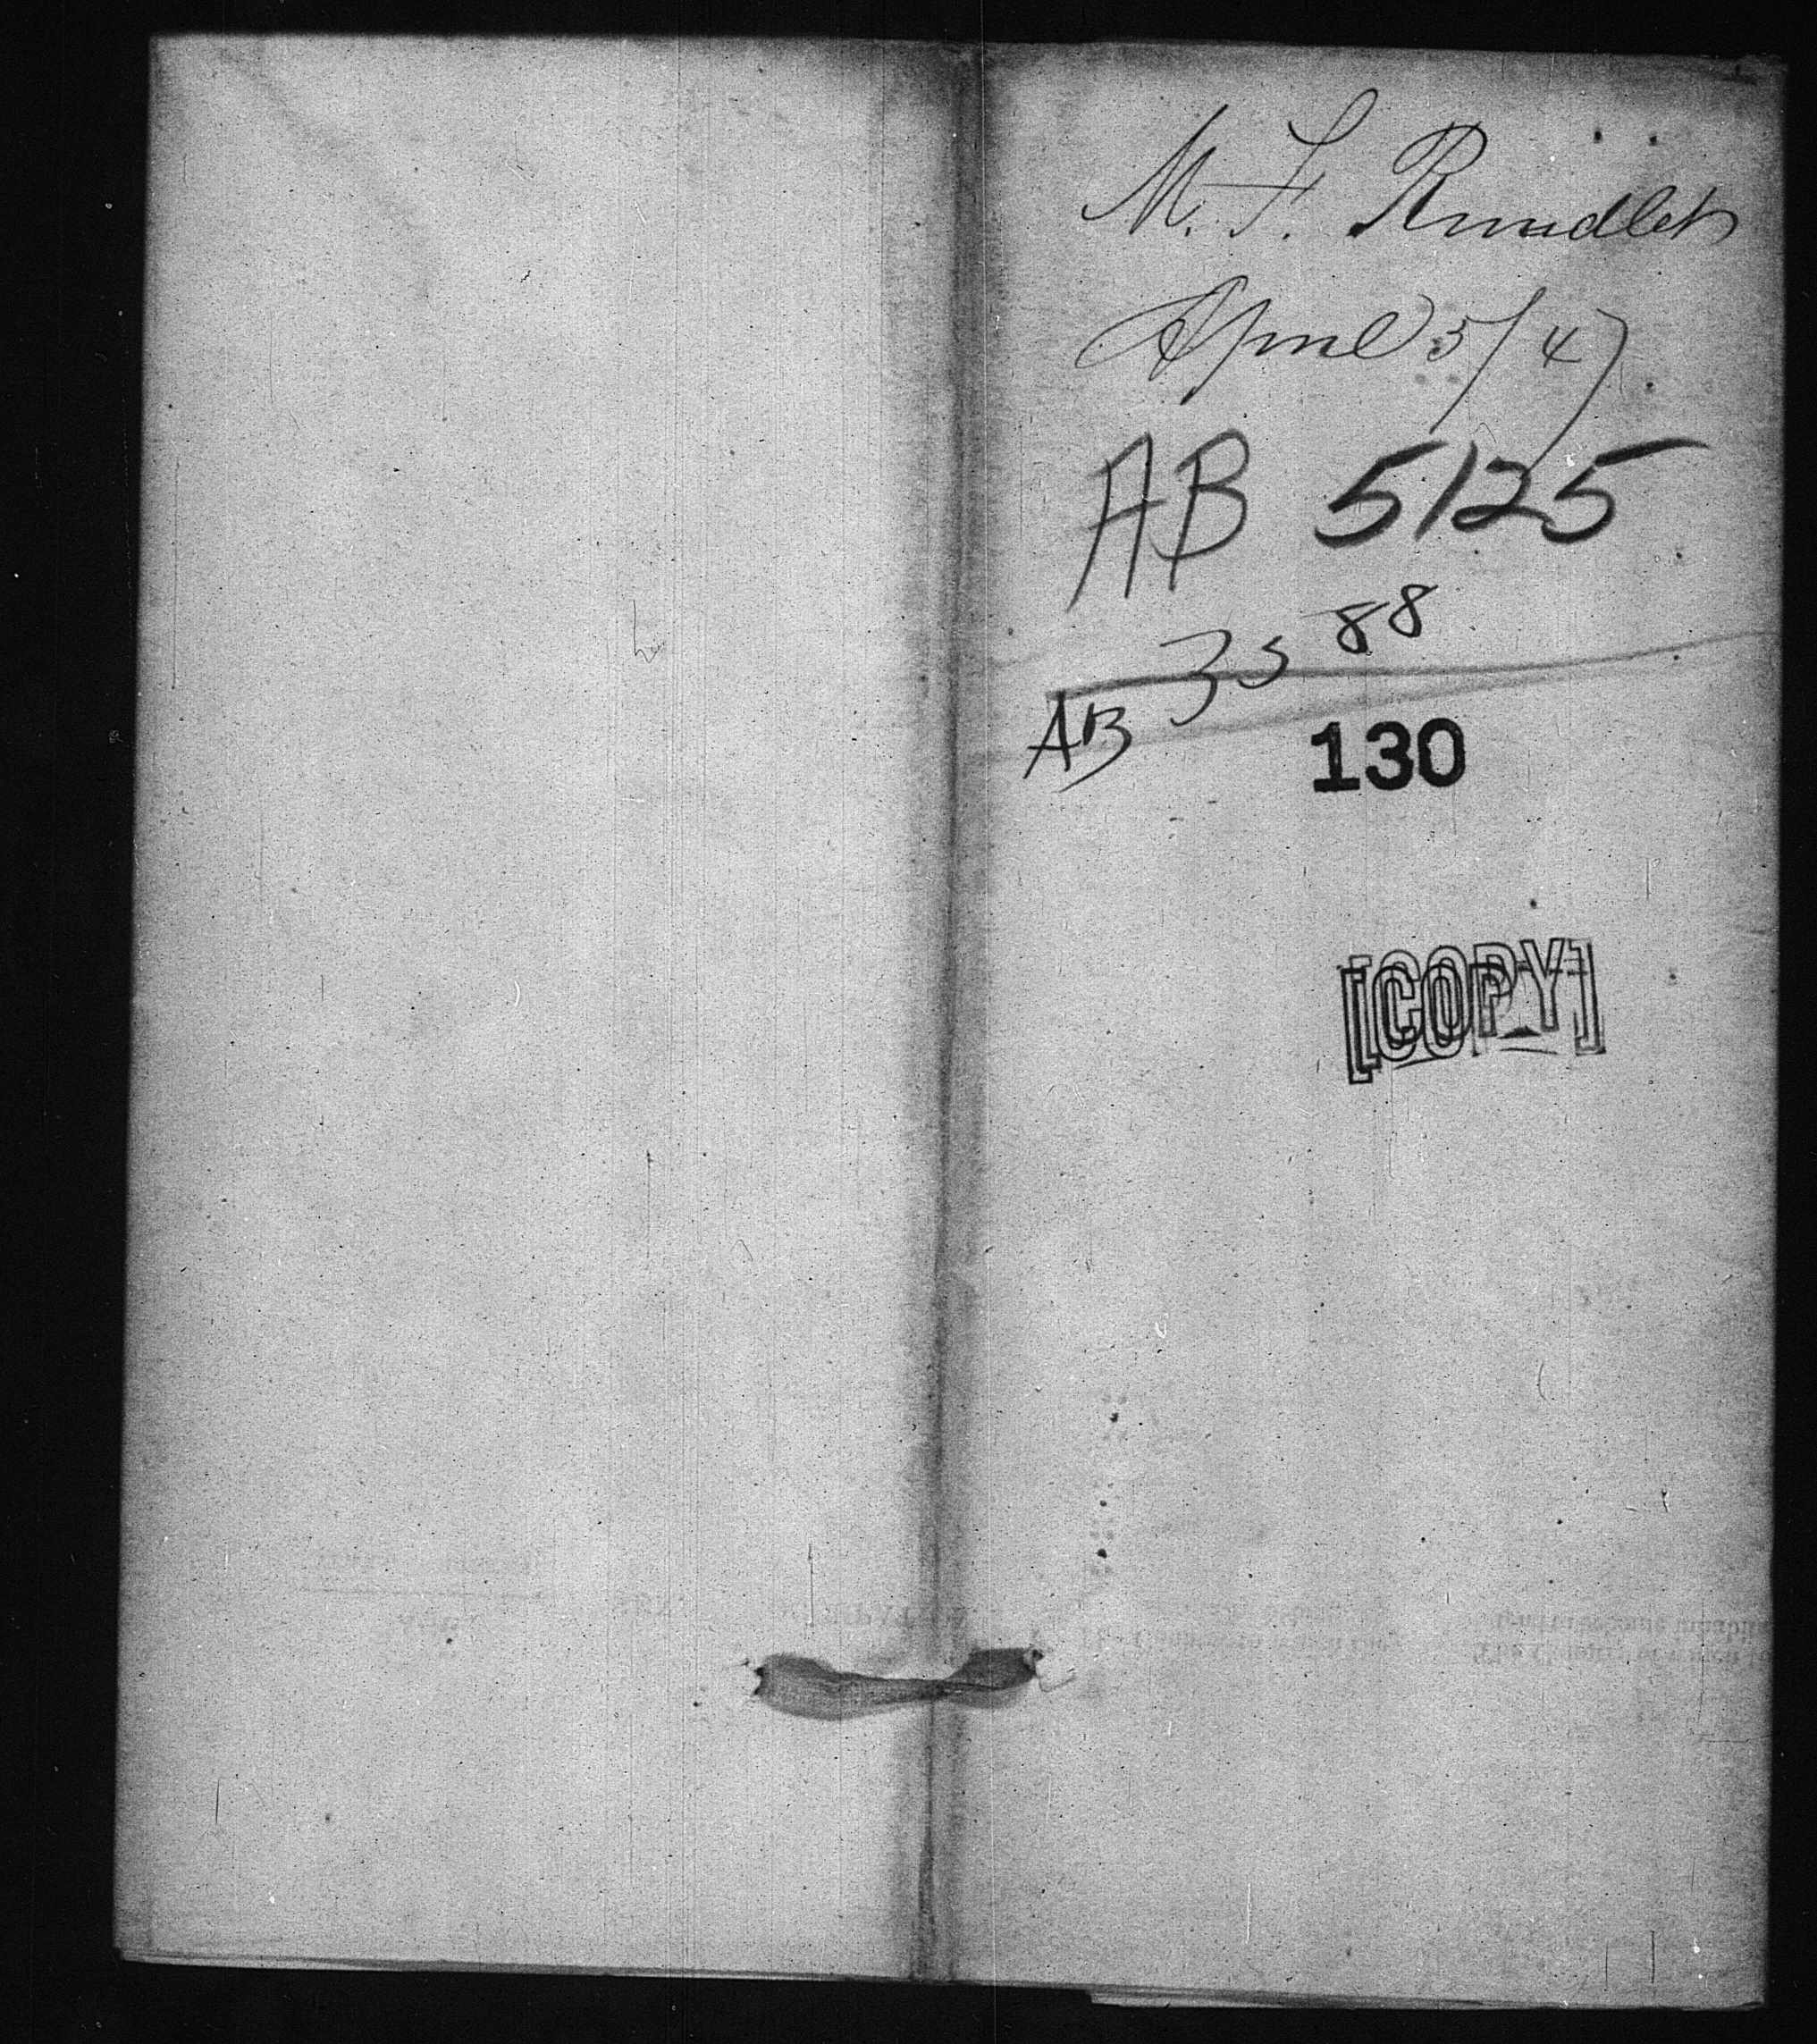 M. F. Rundlet
April 5/47
AB 5125
AB 3588
130
[COPY]